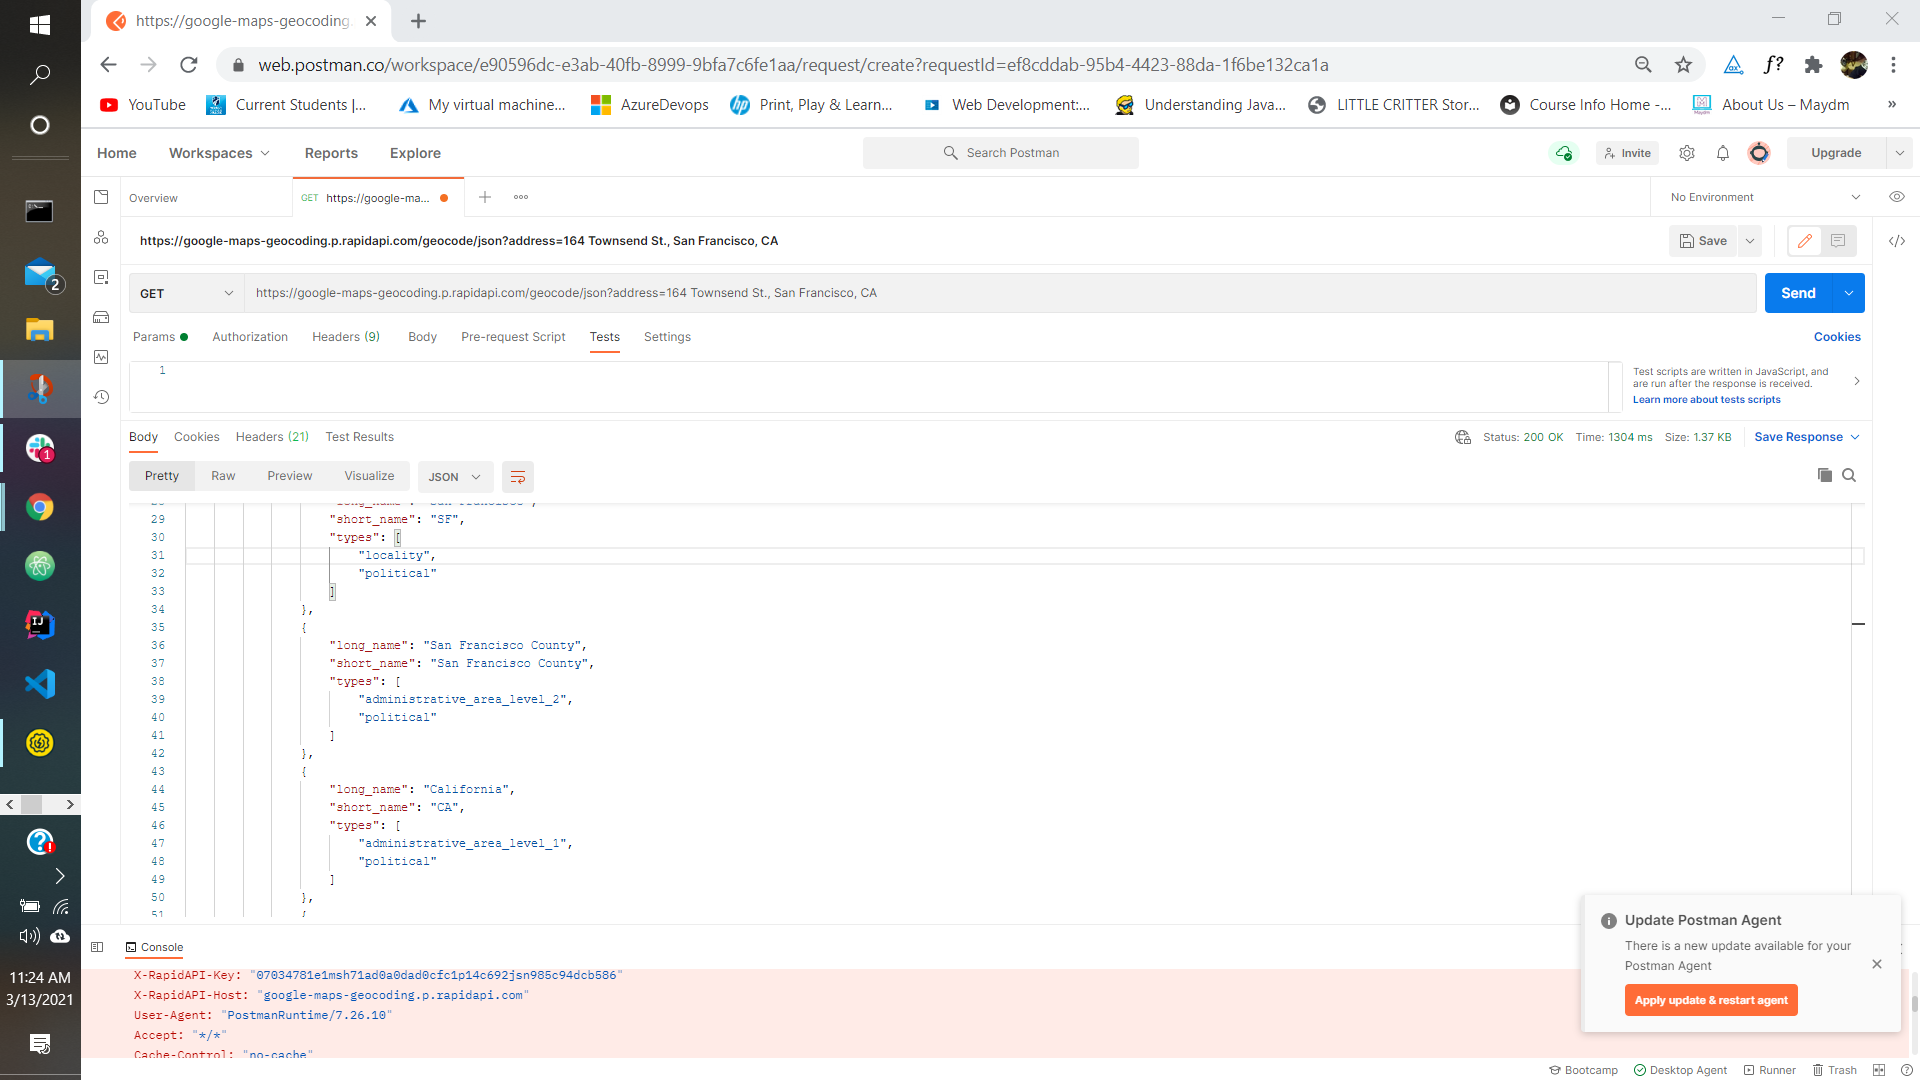 https://google-maps-geocoding.
web.postman.co/workspace/e90596dc-e3ab-40fb-8999-9bfa7c6fe1aa/request/create?requestId=ef8cddab-95b4-4423-88da-1f6be132ca1a
YouTube
Current Students |...
My virtual machine...
AzureDevops
Print, Play & Learn...
Web Development:...
Understanding Java...
LITTLE CRITTER Stor...
Course Info Home -...
About Us – Maydm
Home
Workspaces
Reports
Explore
Search Postman
Invite
Upgrade
Overview
GET https://google-ma...
No Environment
https://google-maps-geocoding.p.rapidapi.com/geocode/json?address=164 Townsend St., San Francisco, CA
Save
GET
https://google-maps-geocoding.p.rapidapi.com/geocode/json?address=164 Townsend St., San Francisco, CA
Send
Params
Authorization
Headers (9)
Body
Pre-request Script
Tests
Settings
Cookies
1
Test scripts are written in JavaScript, and
are run after the response is received.
Learn more about tests scripts
Body
Cookies
Headers (21)
Test Results
Status: 200 OK
Time: 1304 ms
Size: 1.37 KB
Save Response
Pretty
Raw
Preview
Visualize
JSON
28 "long_name": "San Francisco",
29 "short_name": "SF",
30 "types": [
31 "locality",
32 "political"
33 ]
34 },
35 {
36 "long_name": "San Francisco County",
37 "short_name": "San Francisco County",
38 "types": [
39 "administrative_area_level_2",
40 "political"
41 ]
42 },
43 {
44 "long_name": "California",
45 "short_name": "CA",
46 "types": [
47 "administrative_area_level_1",
48 "political"
49 ]
50 },
51 {
Console
X-RapidAPI-Key: "07034781e1msh71ad0a0dad0cfc1p14c692jsn985c94dcb586"
X-RapidAPI-Host: "google-maps-geocoding.p.rapidapi.com"
User-Agent: "PostmanRuntime/7.26.10"
Accept: "*/*"
Cache-Control: "no-cache"
Update Postman Agent
There is a new update available for your
Postman Agent
Apply update & restart agent
Bootcamp
Desktop Agent
Runner
Trash
2
1
11:24 AM
3/13/2021